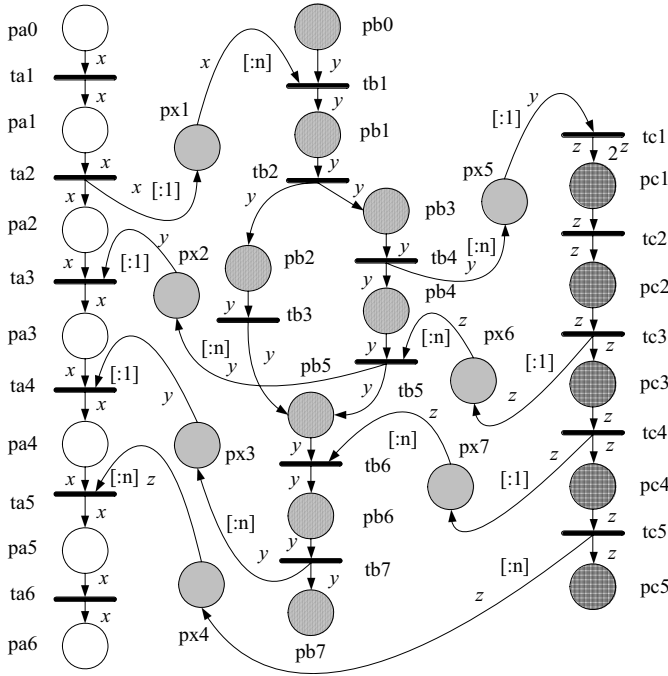 pa0
x
ta1
x
pa1
x
ta2
x
pa2
x
ta3
x
pa3
x
ta4
x
pa4
x
ta5
x
pa5
x
ta6
x
pa6
x
[:n]
px1
x
[:1]
y
px2
[:1]
[:n]
y
[:1]
y
px3
[:n]
y
[:n]
z
px4
pb0
y
tb1
y
pb1
y
tb2
y
y
pb3
pb2
y
tb4
y
y
pb4
y
tb3
y
pb5
y
tb5
y
tb6
y
pb6
y
tb7
y
pb7
y
[:1]
px5
[:n]
y
z
px6
[:n]
[:1]
z
z
px7
[:n]
[:1]
z
z
[:n]
z
tc1
z
2
z
pc1
z
tc2
z
pc2
z
tc3
z
pc3
z
tc4
z
pc4
z
tc5
z
pc5